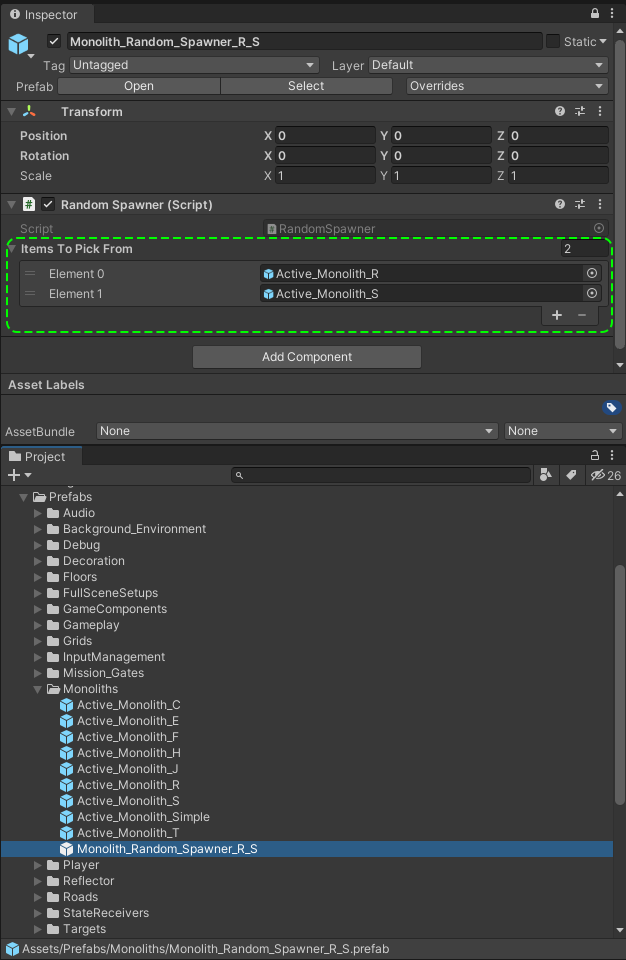 Inspector
Monolith_Random_Spawner_R_S Static
Tag Untagged Layer Default
Prefab Open Select Overrides
Transform
Position X 0 Y 0 Z 0
Rotation X 0 Y 0 Z 0
Scale X 1 Y 1 Z 1
# Random Spawner (Script)
Script # RandomSpawner
Items To Pick From 2
Element 0 Active_Monolith_R
Element 1 Active_Monolith_S
+ −
Add Component
Asset Labels
AssetBundle None None
Project
+ 26
Prefabs
Audio
Background_Environment
Debug
Decoration
Floors
FullSceneSetups
GameComponents
Gameplay
Grids
InputManagement
Mission_Gates
Monoliths
Active_Monolith_C
Active_Monolith_E
Active_Monolith_F
Active_Monolith_H
Active_Monolith_J
Active_Monolith_R
Active_Monolith_S
Active_Monolith_Simple
Active_Monolith_T
Monolith_Random_Spawner_R_S
Player
Reflector
Roads
StateReceivers
Targets
Assets/Prefabs/Monoliths/Monolith_Random_Spawner_R_S.prefab